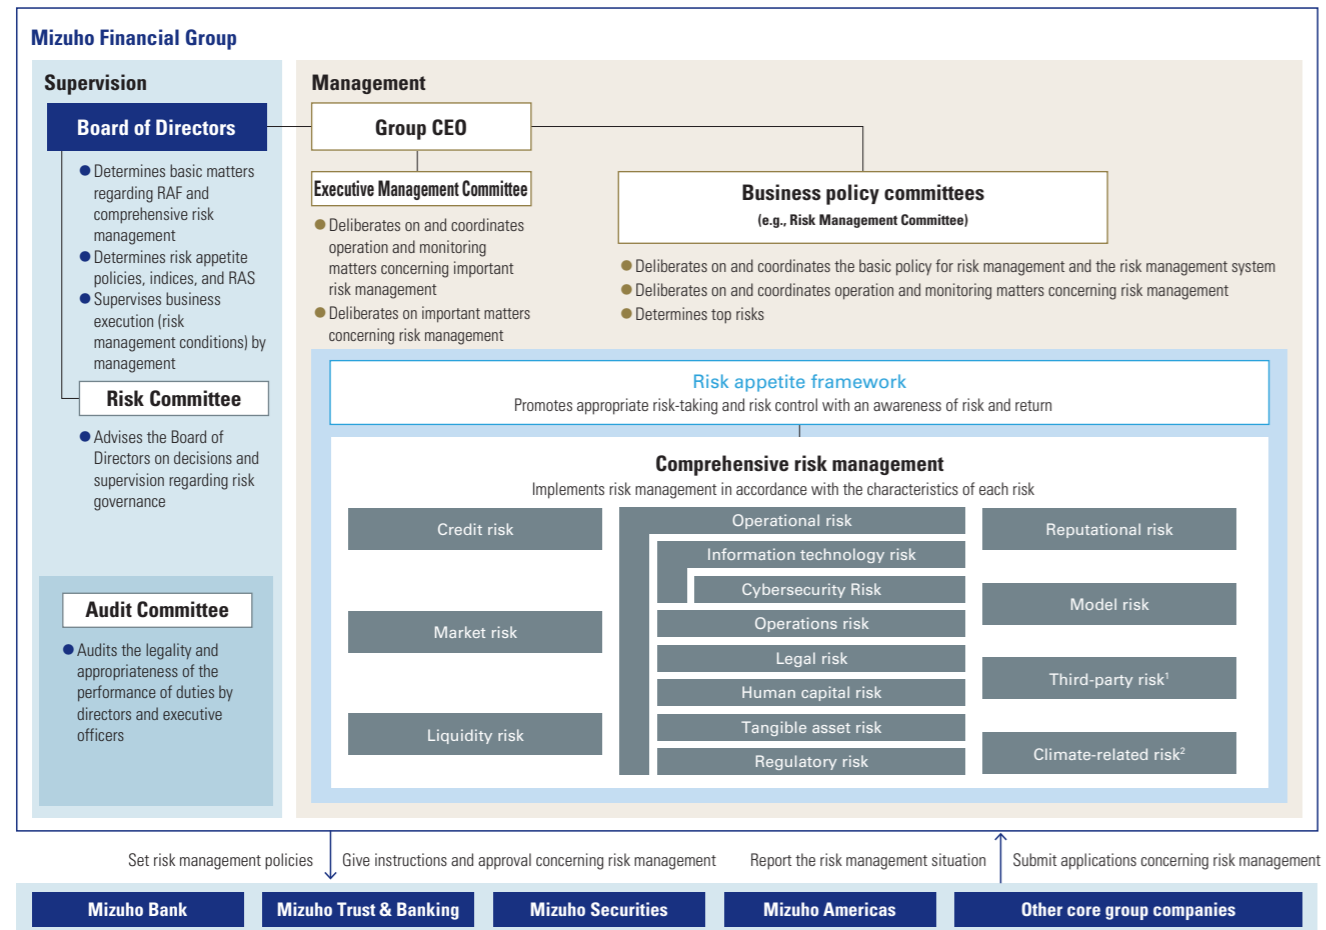 Mizuho Financial Group
Supervision
Board of Directors
● Determines basic matters
regarding RAF and
comprehensive risk
management
● Determines risk appetite
policies, indices, and RAS
● Supervises business
execution (risk
management conditions) by
management
Risk Committee
● Advises the Board of
Directors on decisions and
supervision regarding risk
governance
Audit Committee
● Audits the legality and
appropriateness of the
performance of duties by
directors and executive
officers
Management
Group CEO
Executive Management Committee
● Deliberates on and coordinates
operation and monitoring
matters concerning important
risk management
● Deliberates on important matters
concerning risk management
Business policy committees
(e.g., Risk Management Committee)
● Deliberates on and coordinates the basic policy for risk management and the risk management system
● Deliberates on and coordinates operation and monitoring matters concerning risk management
● Determines top risks
Risk appetite framework
Promotes appropriate risk-taking and risk control with an awareness of risk and return
Comprehensive risk management
Implements risk management in accordance with the characteristics of each risk
Credit risk
Market risk
Liquidity risk
Operational risk
Information technology risk
Cybersecurity Risk
Operations risk
Legal risk
Human capital risk
Tangible asset risk
Regulatory risk
Reputational risk
Model risk
Third-party risk¹
Climate-related risk²
Set risk management policies
Give instructions and approval concerning risk management
Report the risk management situation
Submit applications concerning risk management
Mizuho Bank
Mizuho Trust & Banking
Mizuho Securities
Mizuho Americas
Other core group companies